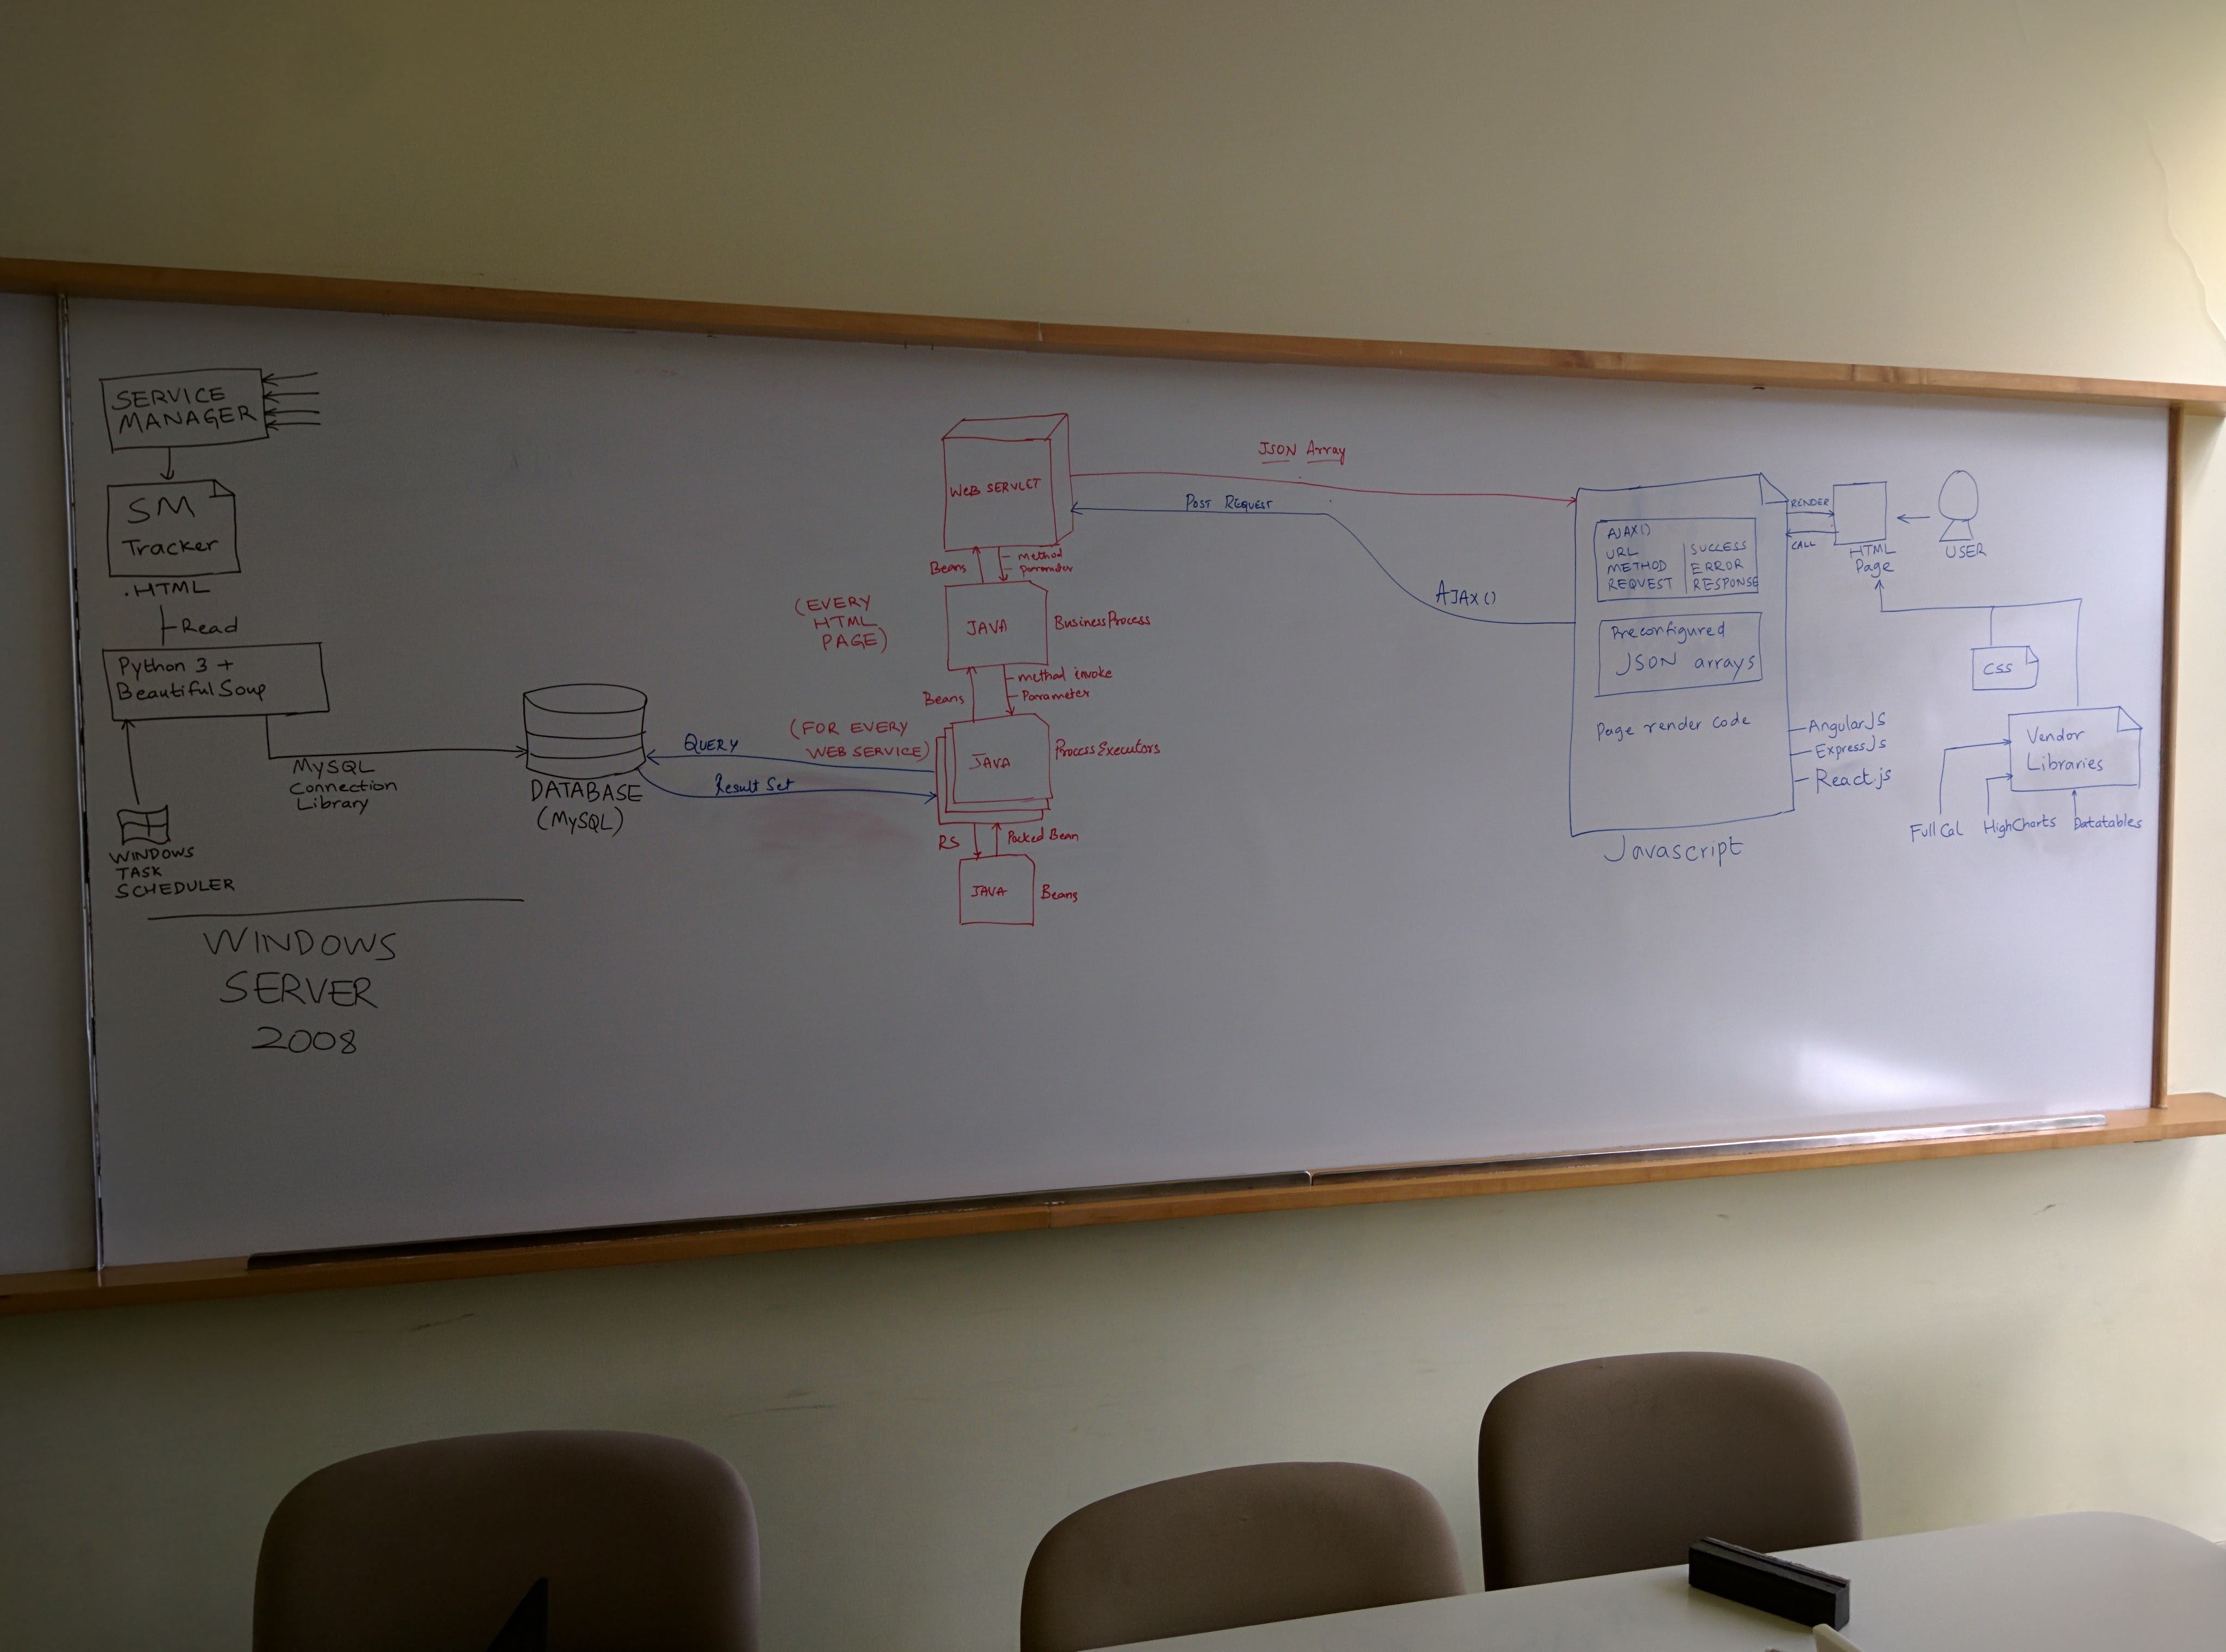 SERVICE
MANAGER
SM
Tracker
.HTML
Read
Python 3 +
Beautiful Soup
MySQL
Connection
Library
WINDOWS
TASK
SCHEDULER
WINDOWS
SERVER
2008
DATABASE
(MySQL)
QUERY
Result Set
(EVERY
HTML
PAGE)
(FOR EVERY
WEB SERVICE)
WEB SERVLET
Beans
method
parameter
JAVA
BusinessProcess
Beans
method invoke
Parameter
JAVA
ProcessExecutors
RS
Packed Bean
JAVA
Beans
JSON Array
POST REQUEST
AJAX()
AJAX()
URL
METHOD
REQUEST
SUCCESS
ERROR
RESPONSE
Preconfigured
JSON arrays
Page render code
Javascript
AngularJS
ExpressJs
React js
RENDER
CALL
HTML
Page
USER
CSS
Vendor
Libraries
Full Cal
HighCharts
Datatables